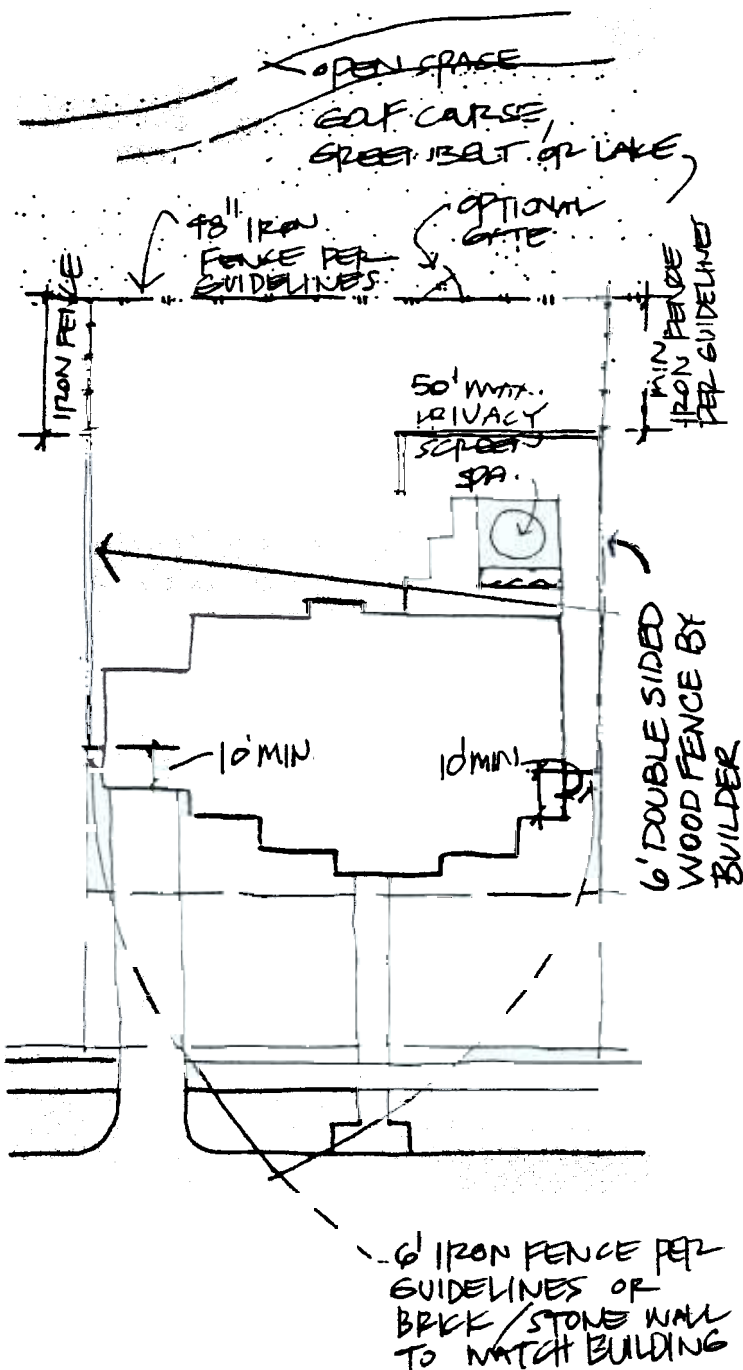 OPEN SPACE
GOLF COURSE,
GREEN BELT OR LAKE
48" IRON
FENCE PER
GUIDELINES
OPTIONAL
GATE
IRON FENCE
MIN
IRON FENCE
PER GUIDELINES
50' MAX.
PRIVACY
SCREEN
SPA.
10' MIN
10' MIN
6' DOUBLE SIDED
WOOD FENCE BY
BUILDER
6' IRON FENCE PER
GUIDELINES OR
BRICK / STONE WALL
TO MATCH BUILDING